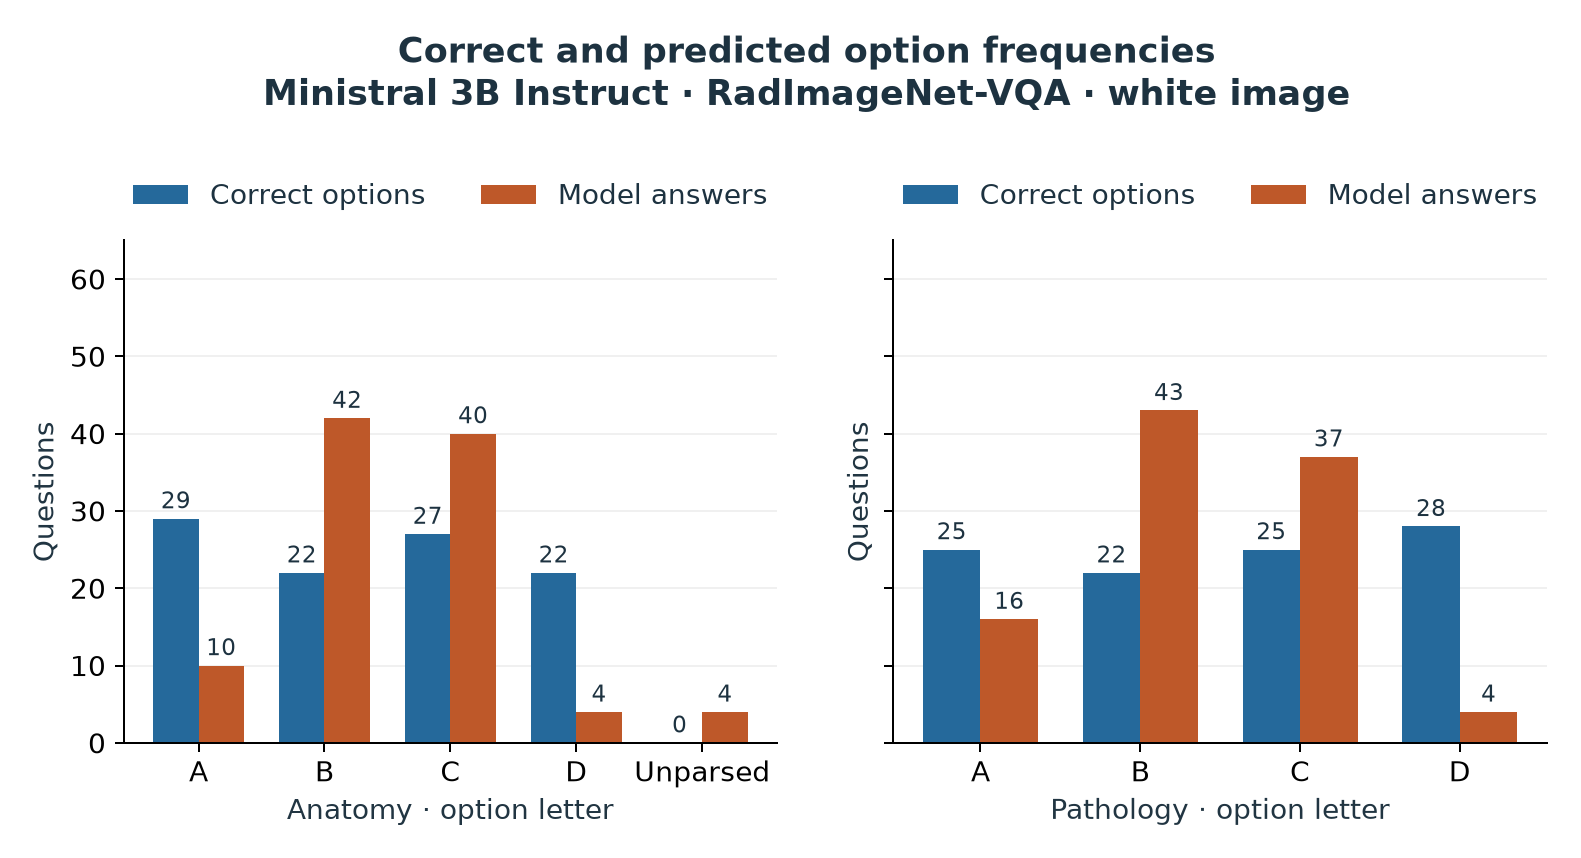 Correct and predicted option frequencies
Ministral 3B Instruct · RadImageNet-VQA · white image
Correct options
Model answers
Questions
60
50
40
30
20
10
0
29
10
22
42
27
40
22
4
0
4
A
B
C
D
Unparsed
Anatomy · option letter
Correct options
Model answers
Questions
25
16
22
43
25
37
28
4
A
B
C
D
Pathology · option letter